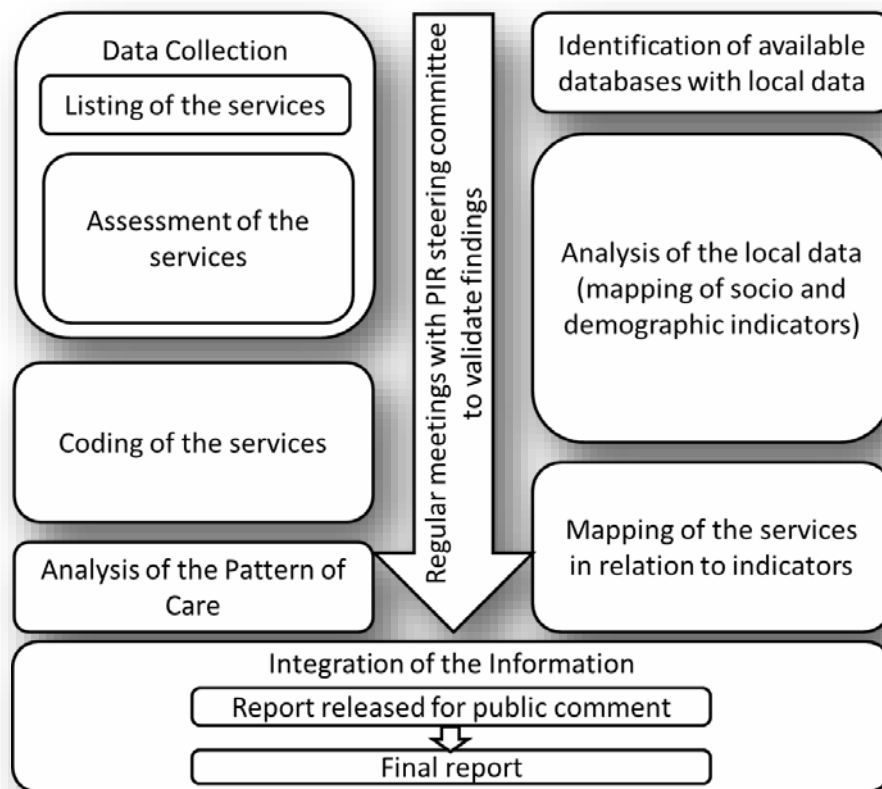 Data Collection
Listing of the services
Assessment of the
services
Coding of the services
Analysis of the Pattern of
Care
Regular meetings with PIR steering committee
to validate findings
Identification of available
databases with local data
Analysis of the local data
(mapping of socio and
demographic indicators)
Mapping of the services
in relation to indicators
Integration of the Information
Report released for public comment
Final report